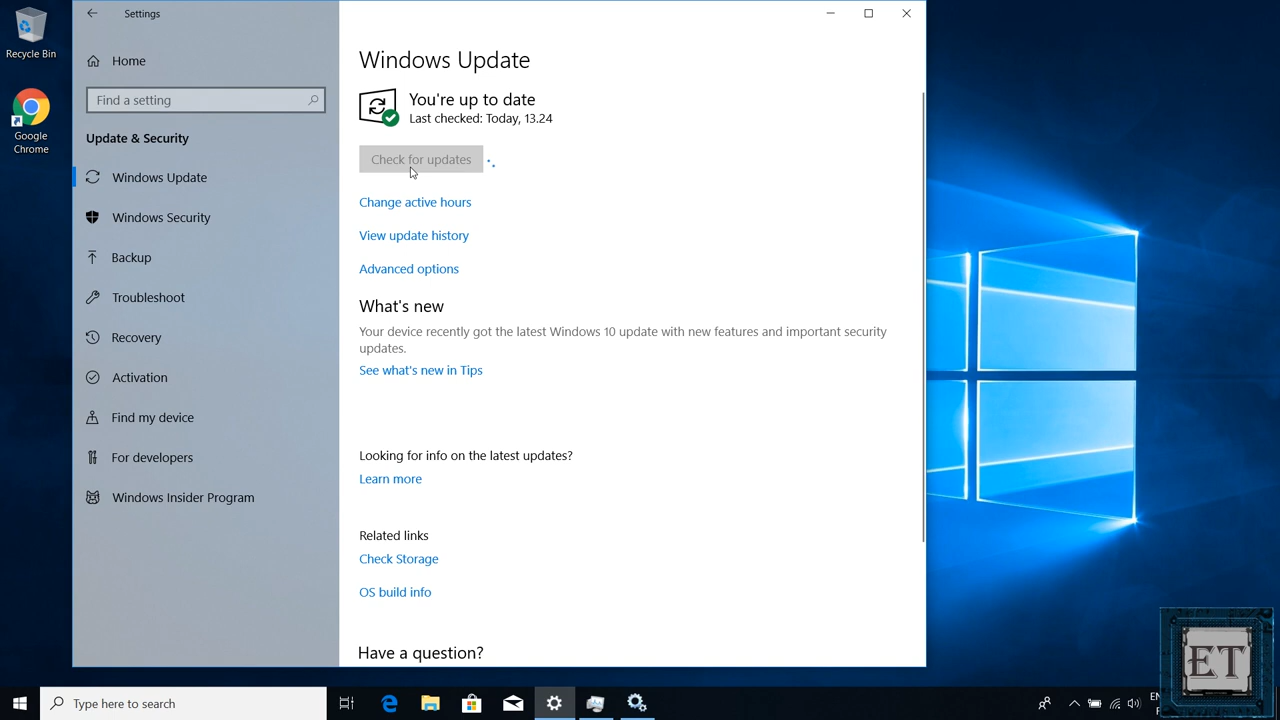 Recycle Bin
Google
Chrome
Settings
Home
Find a setting
Update & Security
Windows Update
Windows Security
Backup
Troubleshoot
Recovery
Activation
Find my device
For developers
Windows Insider Program
Windows Update
You're up to date
Last checked: Today, 13.24
Check for updates
Change active hours
View update history
Advanced options
What's new
Your device recently got the latest Windows 10 update with new features and important security
updates.
See what's new in Tips
Looking for info on the latest updates?
Learn more
Related links
Check Storage
OS build info
Have a question?
Type here to search
ET